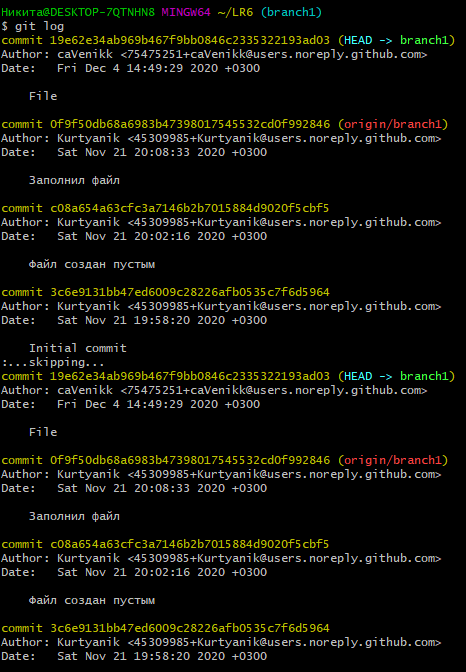 Никита@DESKTOP-7QTNHN8 MINGW64 ~/LR6 (branch1)
$ git log
commit 19e62e34ab969b467f9bb0846c2335322193ad03 (HEAD -> branch1)
Author: caVenikk <75475251+caVenikk@users.noreply.github.com>
Date:   Fri Dec 4 14:49:29 2020 +0300

    File

commit 0f9f50db68a6983b47398017545532cd0f992846 (origin/branch1)
Author: Kurtyanik <45309985+Kurtyanik@users.noreply.github.com>
Date:   Sat Nov 21 20:08:33 2020 +0300

    Заполнил файл

commit c08a654a63cfc3a7146b2b7015884d9020f5cbf5
Author: Kurtyanik <45309985+Kurtyanik@users.noreply.github.com>
Date:   Sat Nov 21 20:02:16 2020 +0300

    Файл создан пустым

commit 3c6e9131bb47ed6009c28226afb0535c7f6d5964
Author: Kurtyanik <45309985+Kurtyanik@users.noreply.github.com>
Date:   Sat Nov 21 19:58:20 2020 +0300

    Initial commit
:...skipping...
commit 19e62e34ab969b467f9bb0846c2335322193ad03 (HEAD -> branch1)
Author: caVenikk <75475251+caVenikk@users.noreply.github.com>
Date:   Fri Dec 4 14:49:29 2020 +0300

    File

commit 0f9f50db68a6983b47398017545532cd0f992846 (origin/branch1)
Author: Kurtyanik <45309985+Kurtyanik@users.noreply.github.com>
Date:   Sat Nov 21 20:08:33 2020 +0300

    Заполнил файл

commit c08a654a63cfc3a7146b2b7015884d9020f5cbf5
Author: Kurtyanik <45309985+Kurtyanik@users.noreply.github.com>
Date:   Sat Nov 21 20:02:16 2020 +0300

    Файл создан пустым

commit 3c6e9131bb47ed6009c28226afb0535c7f6d5964
Author: Kurtyanik <45309985+Kurtyanik@users.noreply.github.com>
Date:   Sat Nov 21 19:58:20 2020 +0300